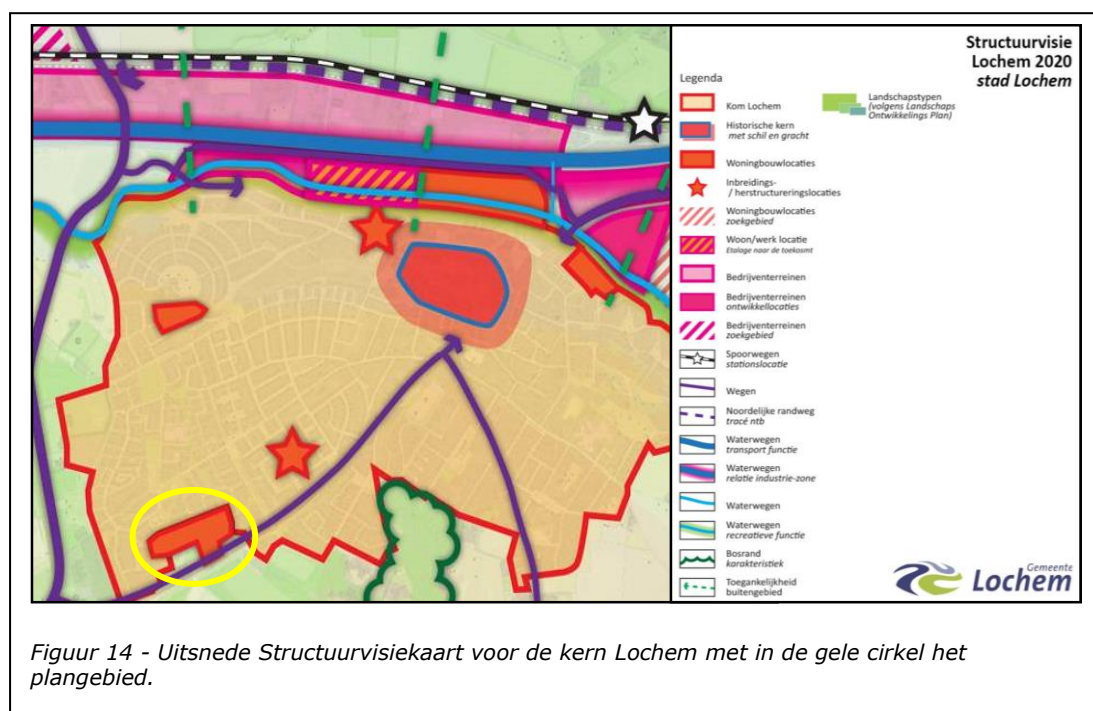 Structuurvisie
Lochem 2020
stad Lochem
Legenda
Kom Lochem
Historische kern
met schil en gracht
Woningbouwlocaties
Inbreidings-
/ herstructureringslocaties
Woningbouwlocaties
zoekgebied
Woon/werk locatie
Etalage naar de toekomst
Bedrijventerreinen
Bedrijventerreinen
ontwikkellocaties
Bedrijventerreinen
zoekgebied
Spoorwegen
stationslocatie
Wegen
Noordelijke randweg
tracé ntb
Waterwegen
transport functie
Waterwegen
relatie industrie-zone
Waterwegen
Waterwegen
recreatieve functie
Bosrand
karakteristiek
Toegankelijkheid
buitengebied
Landschapstypen
(volgens Landschaps
Ontwikkelings Plan)
Gemeente
Lochem
Figuur 14 - Uitsnede Structuurvisiekaart voor de kern Lochem met in de gele cirkel het
plangebied.